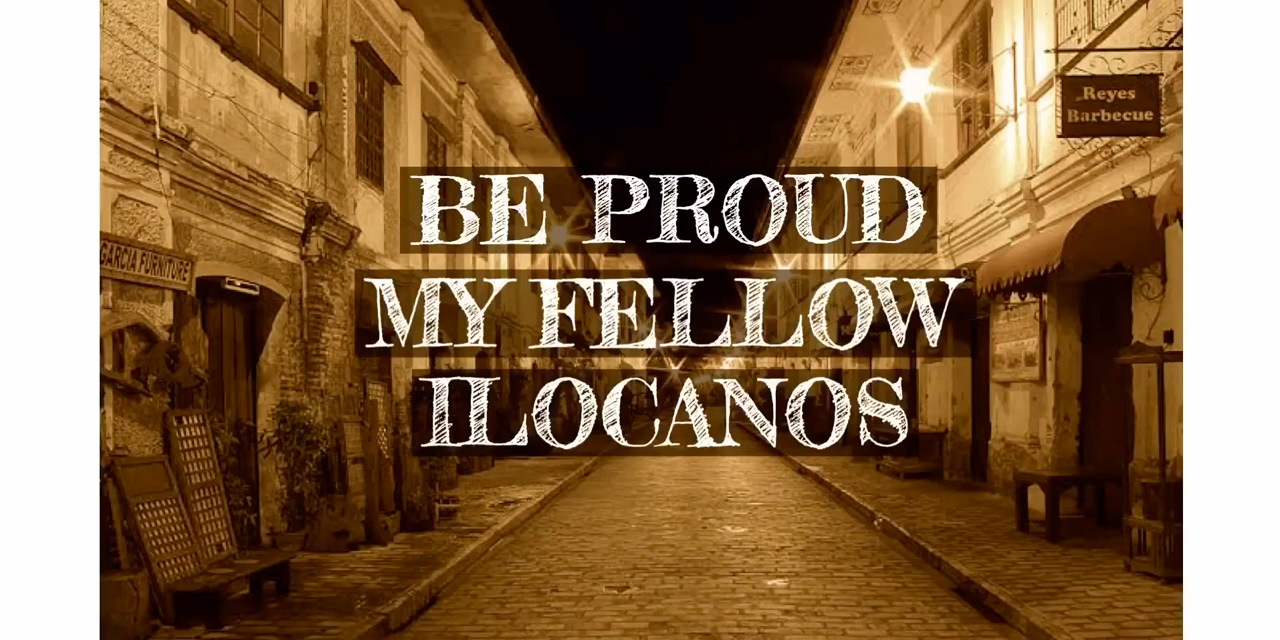 Reyes
Barbecue
BE PROUD
MY FELLOW
ILOCANOS
GARCIA FURNITURE